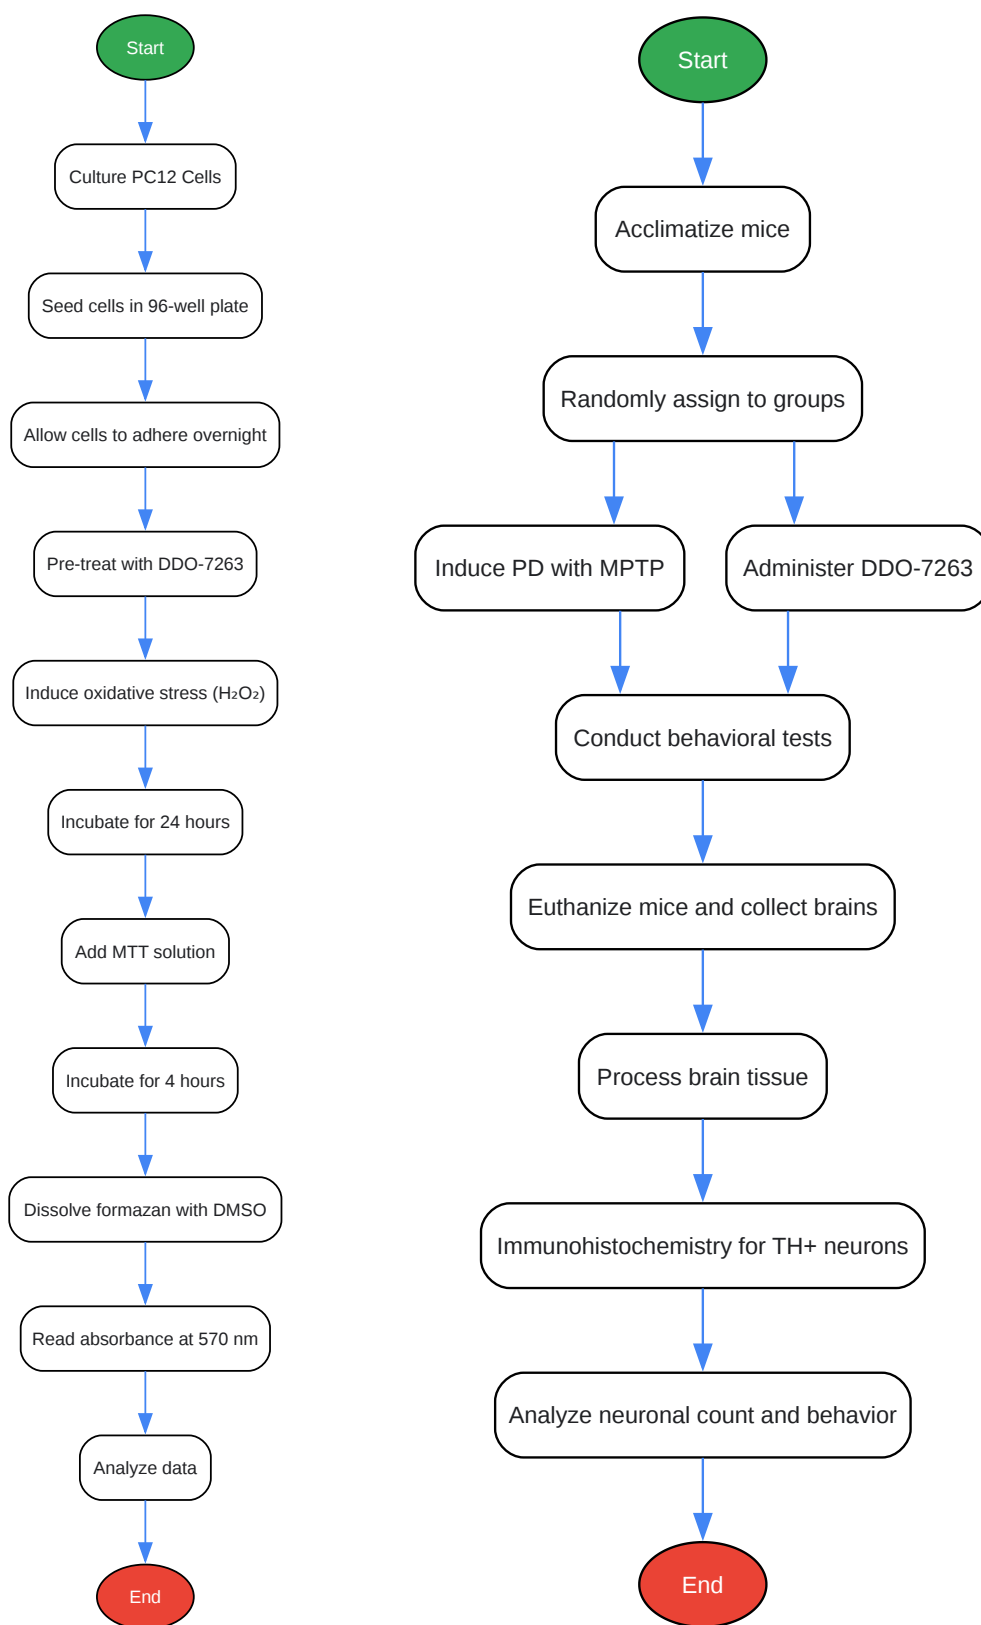 Start
Culture PC12 Cells
Seed cells in 96-well plate
Allow cells to adhere overnight
Pre-treat with DDO-7263
Induce oxidative stress (H₂O₂)
Incubate for 24 hours
Add MTT solution
Incubate for 4 hours
Dissolve formazan with DMSO
Read absorbance at 570 nm
Analyze data
End
Start
Acclimatize mice
Randomly assign to groups
Induce PD with MPTP
Administer DDO-7263
Conduct behavioral tests
Euthanize mice and collect brains
Process brain tissue
Immunohistochemistry for TH+ neurons
Analyze neuronal count and behavior
End